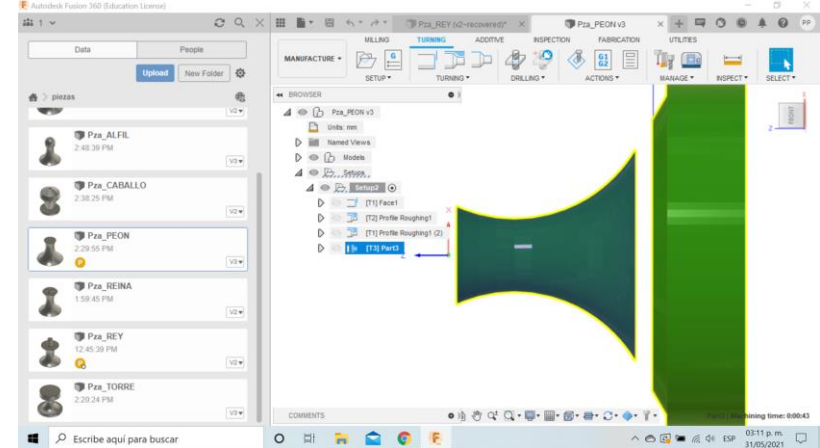 Autodesk Fusion 360 (Education License)
Pza_REY (v2~recovered)*
Pza_PEON v3
PP
Data
People
Upload
New Folder
piezas
V2
Pza_ALFIL
2:48:39 PM
V3
Pza_CABALLO
2:38:25 PM
V2
Pza_PEON
2:29:55 PM
V3
Pza_REINA
1:59:45 PM
V2
Pza_REY
12:45:39 PM
V2
Pza_TORRE
2:29:24 PM
V3
MILLING
TURNING
ADDITIVE
INSPECTION
FABRICATION
UTILITIES
MANUFACTURE
G
G1
G2
SETUP
TURNING
DRILLING
ACTIONS
MANAGE
INSPECT
SELECT
BROWSER
Pza_PEON v3
Units: mm
Named Views
Models
Setups
Setup2
[T1] Face1
[T2] Profile Roughing1
[T1] Profile Roughing1 (2)
[T3] Part3
X
Z
FRONT
Z
COMMENTS
Machining time: 0:00:43
Escribe aquí para buscar
ESP
03:11 p. m.
31/05/2021